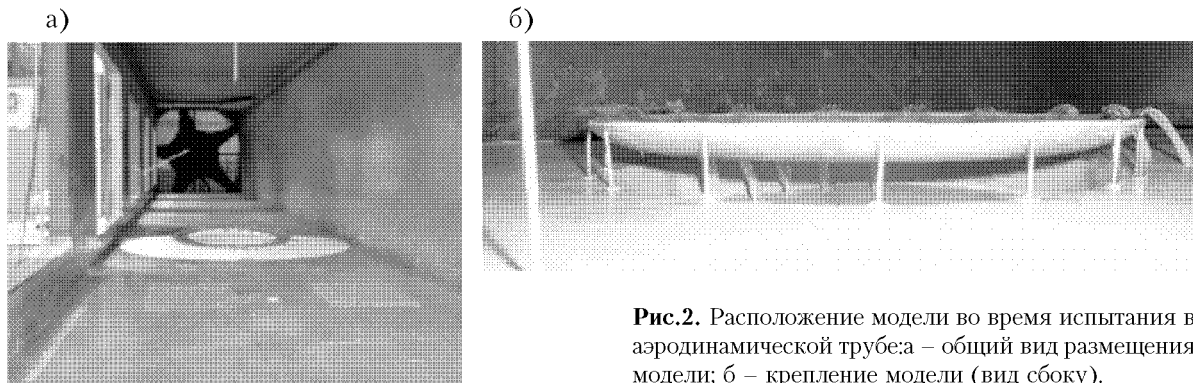 а)
б)
Рис.2. Расположение модели во время испытания в
аэродинамической трубе:а – общий вид размещения
модели; б – крепление модели (вид сбоку).